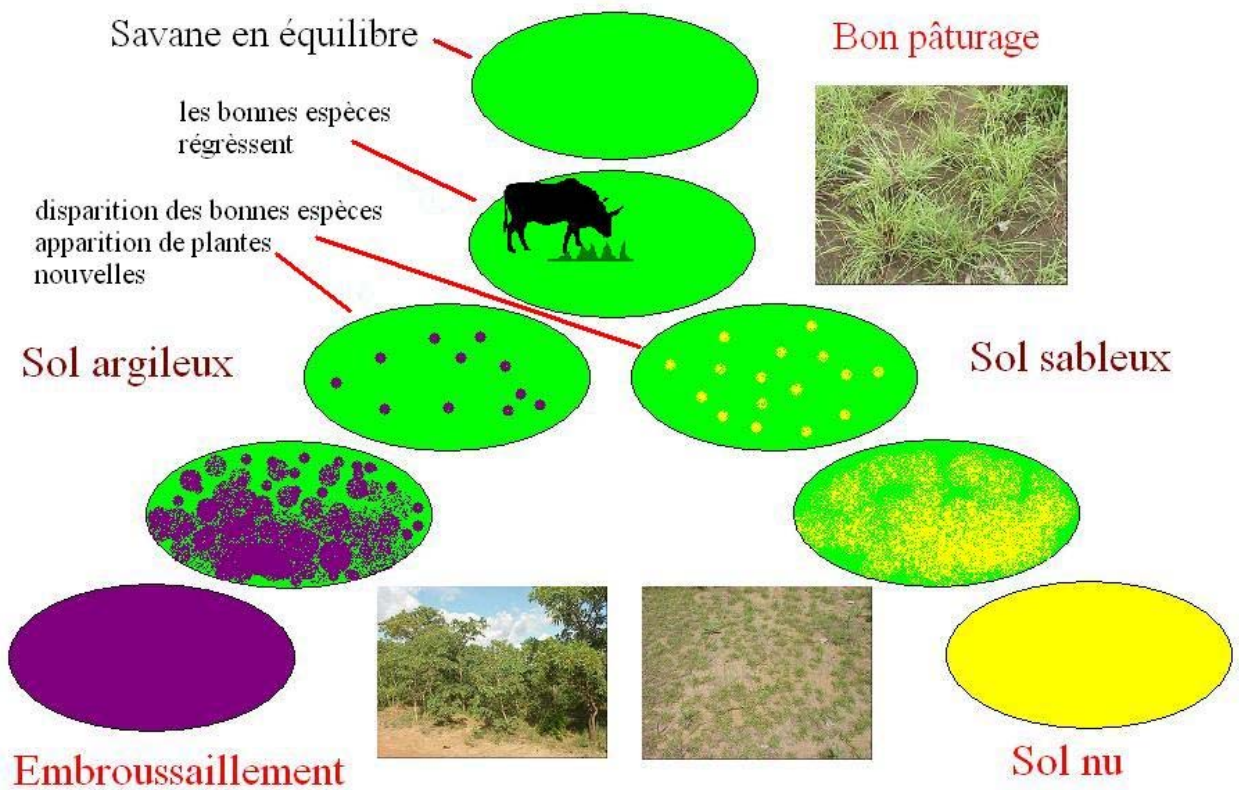 Savane en équilibre
Bon pâturage
les bonnes espèces
régrèssent
disparition des bonnes espèces
apparition de plantes
nouvelles
Sol argileux
Sol sableux
Embroussaillement
Sol nu